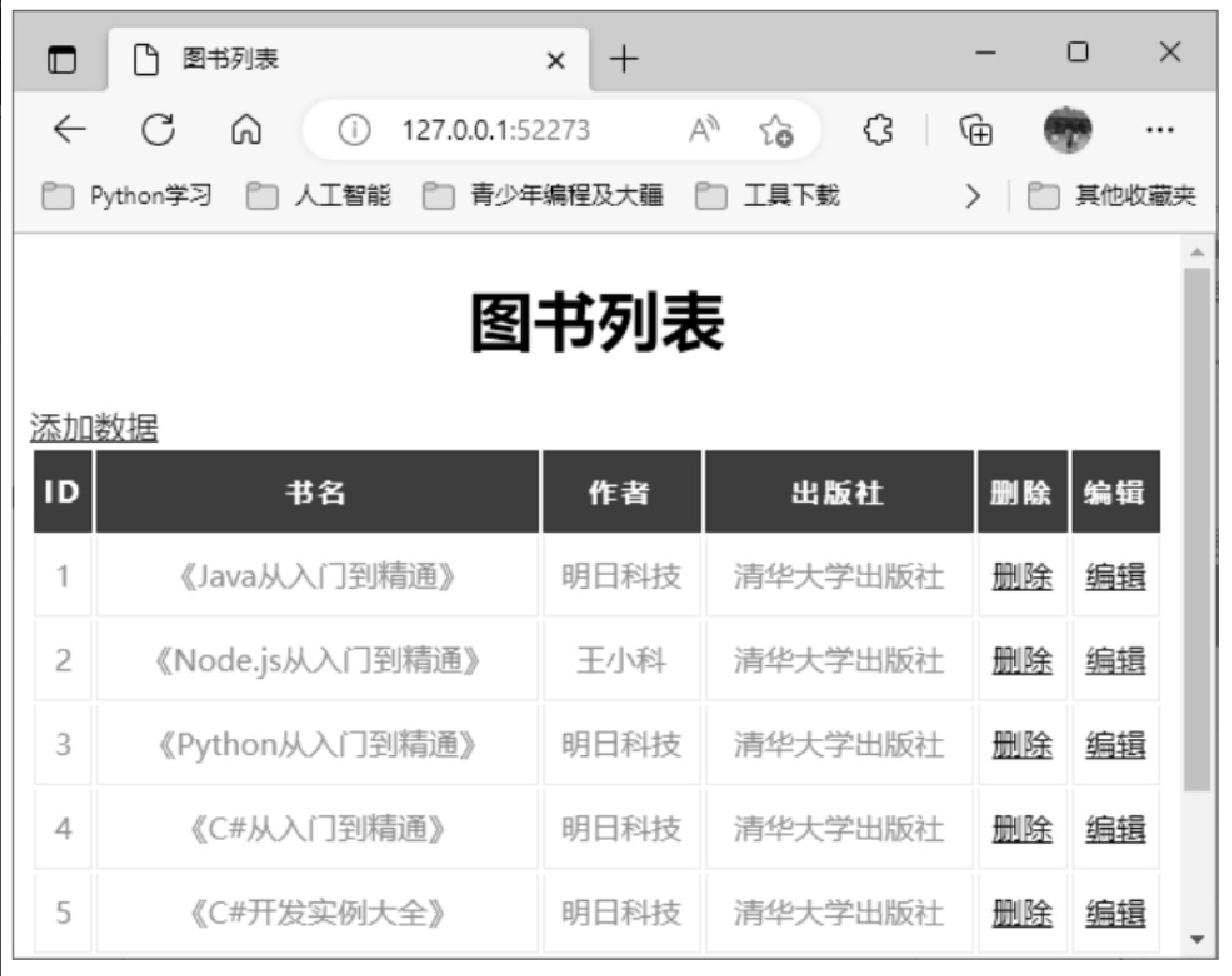 图书列表
127.0.0.1:52273
Python学习 人工智能 青少年编程及大疆 工具下载 其他收藏夹
图书列表
添加数据
ID 书名 作者 出版社 删除 编辑
1 《Java从入门到精通》 明日科技 清华大学出版社 删除 编辑
2 《Node.js从入门到精通》 王小科 清华大学出版社 删除 编辑
3 《Python从入门到精通》 明日科技 清华大学出版社 删除 编辑
4 《C#从入门到精通》 明日科技 清华大学出版社 删除 编辑
5 《C#开发实例大全》 明日科技 清华大学出版社 删除 编辑